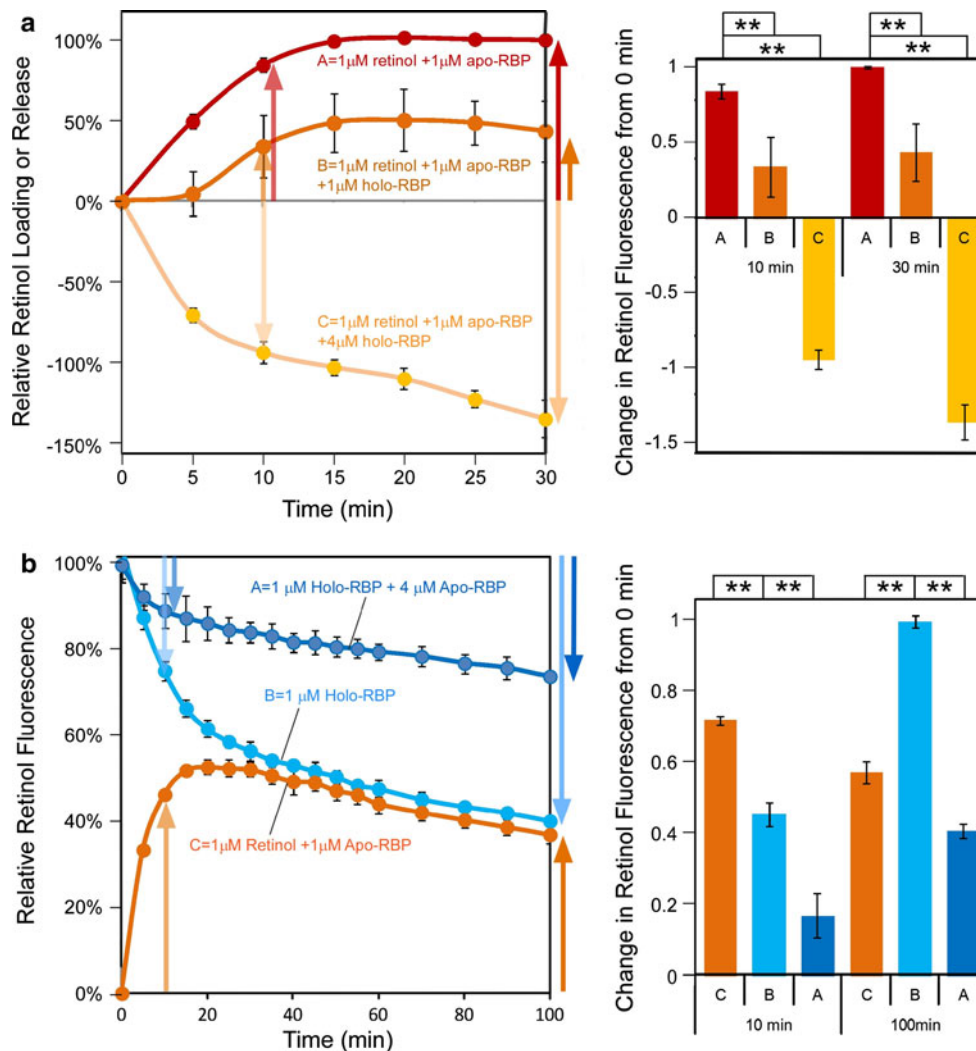 a
Relative Retinol Loading or Release
100%
50%
0%
-50%
-100%
-150%
A=1μM retinol +1μM apo-RBP
B=1μM retinol +1μM apo-RBP
+1μM holo-RBP
C=1μM retinol +1μM apo-RBP
+4μM holo-RBP
0 5 10 15 20 25 30
Time (min)
Change in Retinol Fluorescence from 0 min
** **
** **
1
0.5
0
-0.5
-1
-1.5
A B C A B C
10 min 30 min
b
Relative Retinol Fluorescence
100%
80%
60%
40%
20%
0%
A=1 μM Holo-RBP + 4 μM Apo-RBP
B=1 μM Holo-RBP
C=1μM Retinol +1μM Apo-RBP
0 20 40 60 80 100
Time (min)
Change in Retinol Fluorescence from 0 min
** ** ** **
1
0.8
0.6
0.4
0.2
0
C B A C B A
10 min 100min